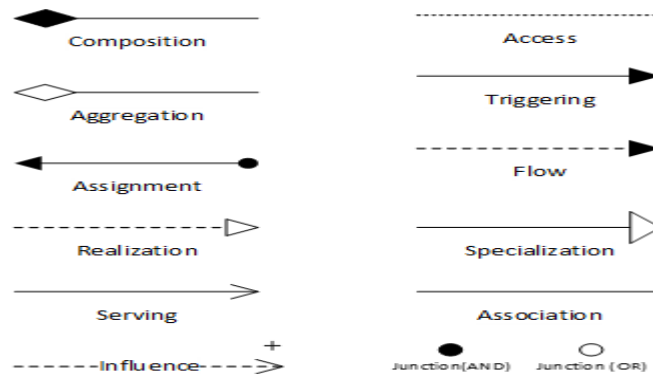 Composition
Access
Aggregation
Triggering
Assignment
Flow
Realization
Specialization
Serving
Association
+
Influence
Junction(AND)
Junction (OR)